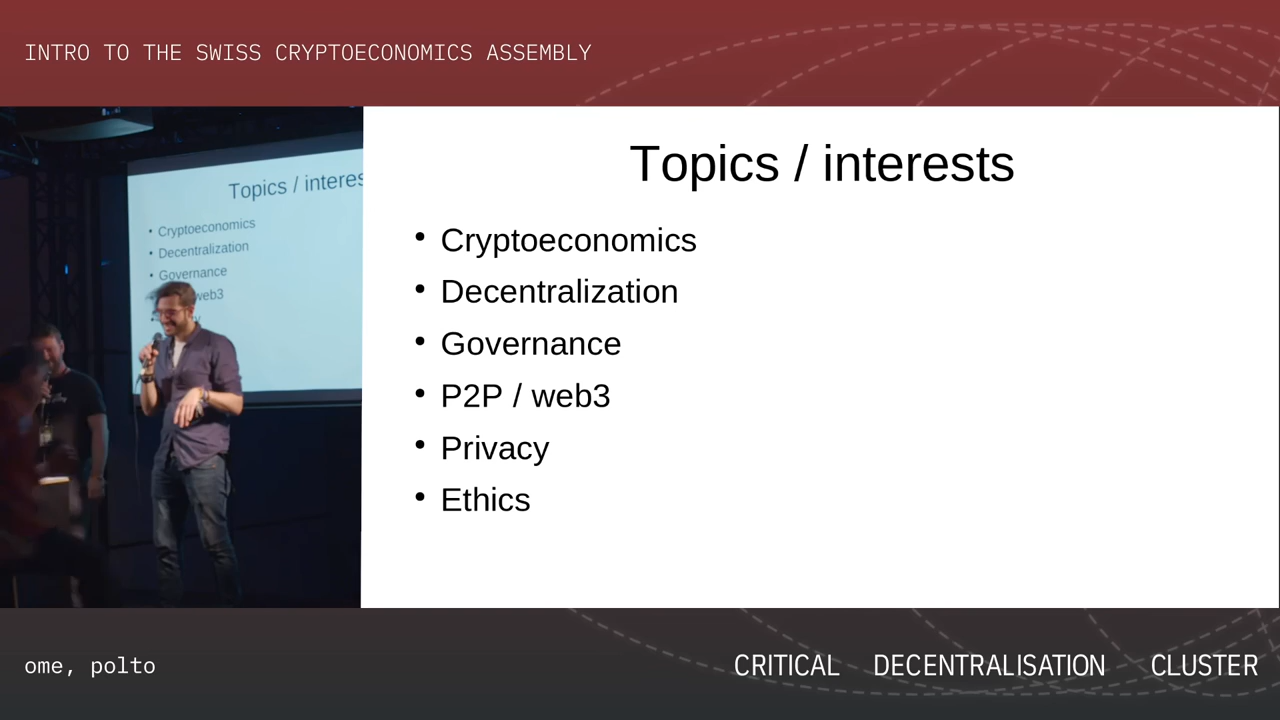 INTRO TO THE SWISS CRYPTOECONOMICS ASSEMBLY
Topics / interes
• Cryptoeconomics
• Decentralization
• Governance
web3
Topics / interests
• Cryptoeconomics
• Decentralization
• Governance
• P2P / web3
• Privacy
• Ethics
ome, polto
CRITICAL DECENTRALISATION CLUSTER